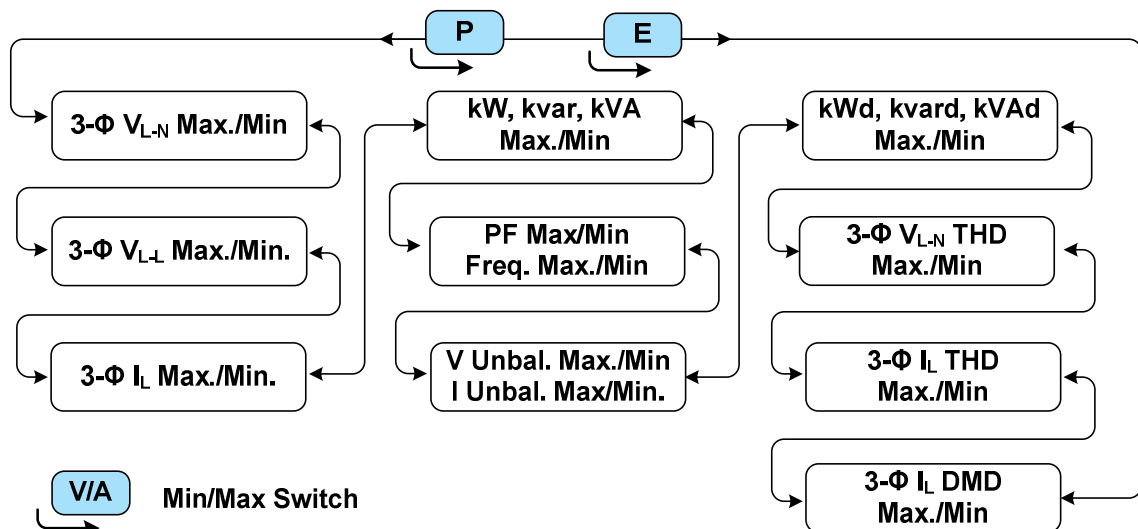 P
E
3-Φ VL-N Max./Min
kW, kvar, kVA
Max./Min
kWd, kvard, kVAd
Max./Min
3-Φ VL-L Max./Min.
PF Max/Min
Freq. Max./Min
3-Φ VL-N THD
Max./Min
3-Φ IL Max./Min.
V Unbal. Max./Min
I Unbal. Max/Min.
3-Φ IL THD
Max./Min
3-Φ IL DMD
Max./Min
V/A
Min/Max Switch